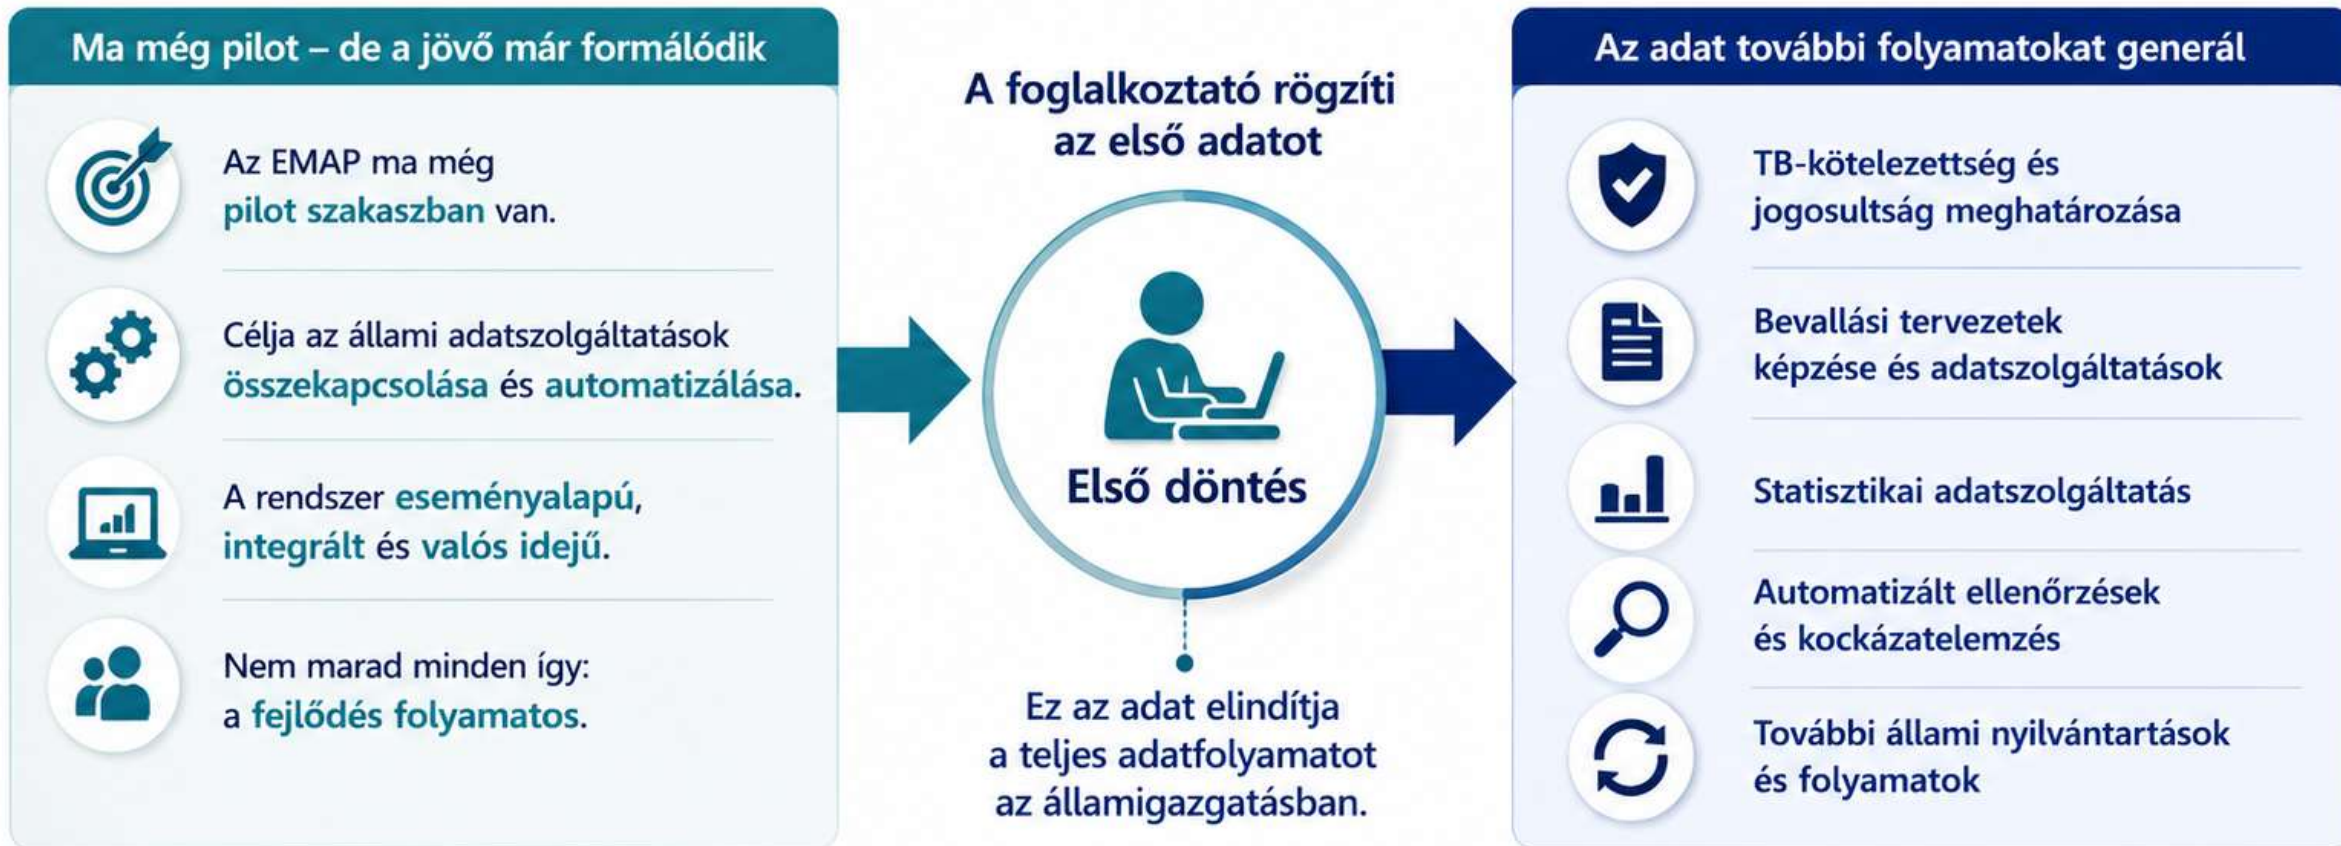 Ma még pilot – de a jövő már formálódik
Az EMAP ma még
pilot szakaszban van.
Célja az állami adatszolgáltatások
összekapcsolása és automatizálása.
A rendszer eseményalapú,
integrált és valós idejű.
Nem marad minden így:
a fejlődés folyamatos.
A foglalkoztató rögzíti
az első adatot
Első döntés
Ez az adat elindítja
a teljes adatfolyamatot
az államigazgatásban.
Az adat további folyamatokat generál
TB-kötelezettség és
jogosultság meghatározása
Bevallási tervezetek
képzése és adatszolgáltatások
Statisztikai adatszolgáltatás
Automatizált ellenőrzések
és kockázatelemzés
További állami nyilvántartások
és folyamatok